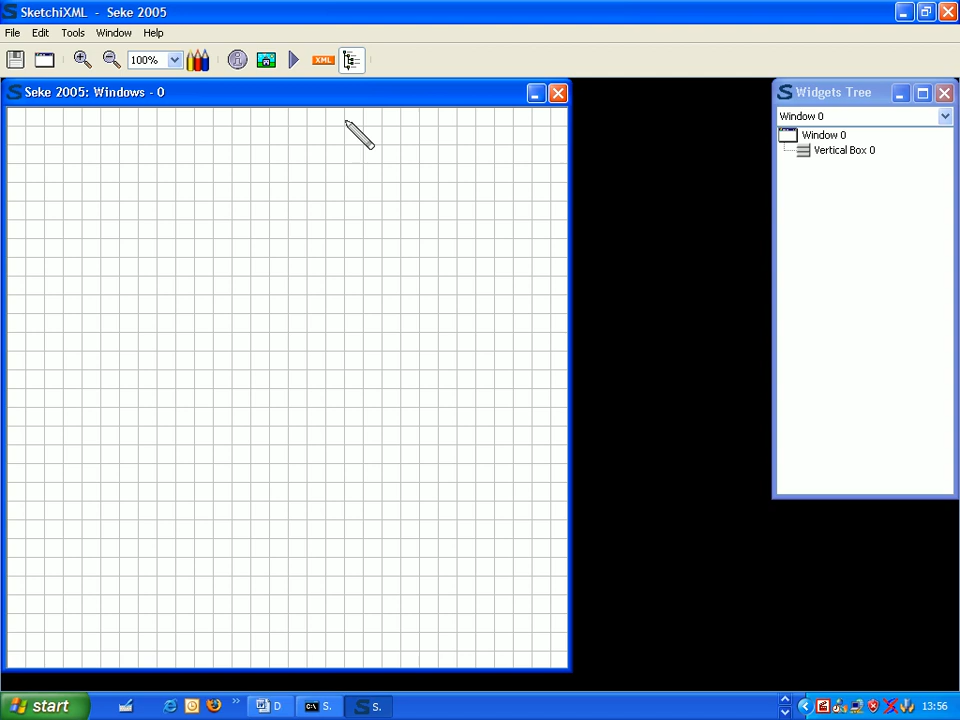 SketchiXML - Seke 2005
File Edit Tools Window Help
100% XML
Seke 2005: Windows - 0
Widgets Tree
Window 0
Window 0
Vertical Box 0
start
D
S.
S.
13:56